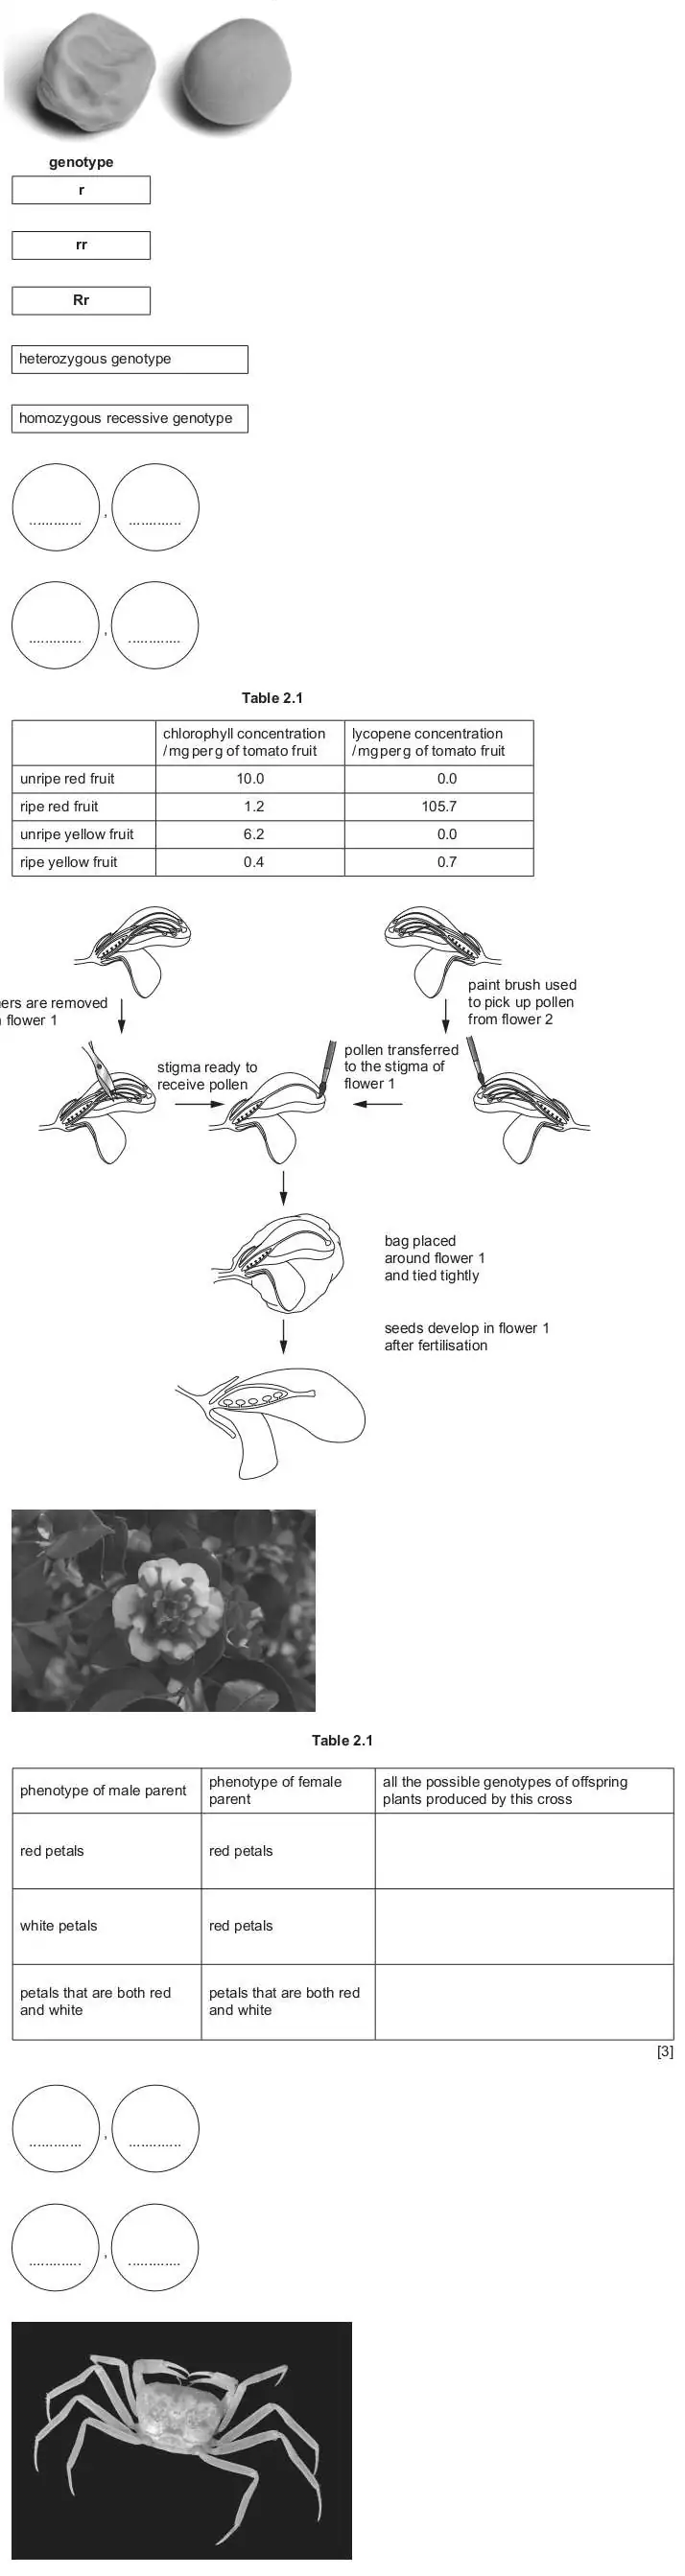 genotype
r
rr
Rr
heterozygous genotype
homozygous recessive genotype
............. , .............
............. , .............
Table 2.1
chlorophyll concentration / mg per g of tomato fruit
lycopene concentration / mg per g of tomato fruit
unripe red fruit 10.0 0.0
ripe red fruit 1.2 105.7
unripe yellow fruit 6.2 0.0
ripe yellow fruit 0.4 0.7
are removed
flower 1
paint brush used
to pick up pollen
from flower 2
stigma ready to
receive pollen
pollen transferred
to the stigma of
flower 1
bag placed
around flower 1
and tied tightly
seeds develop in flower 1
after fertilisation
Table 2.1
phenotype of male parent
phenotype of female
parent
all the possible genotypes of offspring
plants produced by this cross
red petals red petals
white petals red petals
petals that are both red
and white
petals that are both red
and white
[3]
............. , .............
............. , .............